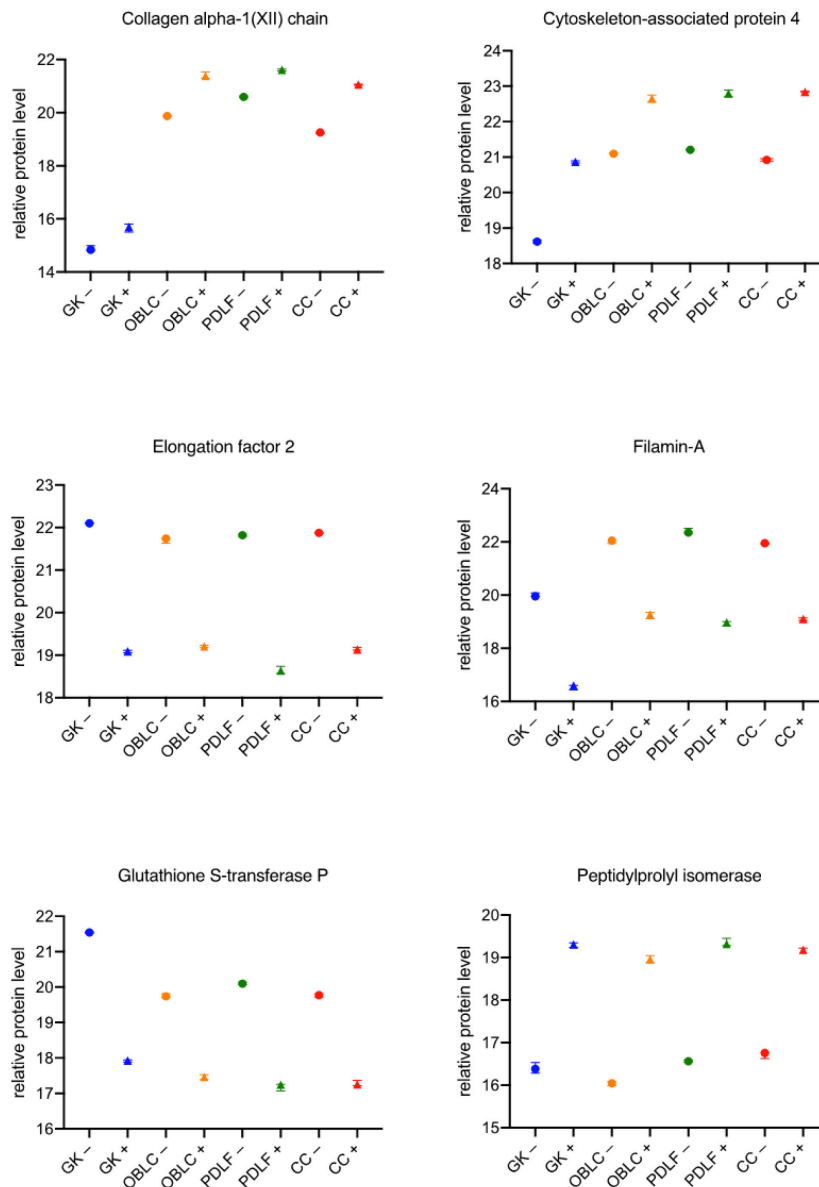 Collagen alpha-1(XII) chain
relative protein level
22
20
18
16
14
GK –
GK +
OBLC –
OBLC +
PDLF –
PDLF +
CC –
CC +
Cytoskeleton-associated protein 4
relative protein level
24
23
22
21
20
19
18
GK –
GK +
OBLC –
OBLC +
PDLF –
PDLF +
CC –
CC +
Elongation factor 2
relative protein level
23
22
21
20
19
18
GK –
GK +
OBLC –
OBLC +
PDLF –
PDLF +
CC –
CC +
Filamin-A
relative protein level
24
22
20
18
16
GK –
GK +
OBLC –
OBLC +
PDLF –
PDLF +
CC –
CC +
Glutathione S-transferase P
relative protein level
22
21
20
19
18
17
16
GK –
GK +
OBLC –
OBLC +
PDLF –
PDLF +
CC –
CC +
Peptidylprolyl isomerase
relative protein level
20
19
18
17
16
15
GK –
GK +
OBLC –
OBLC +
PDLF –
PDLF +
CC –
CC +